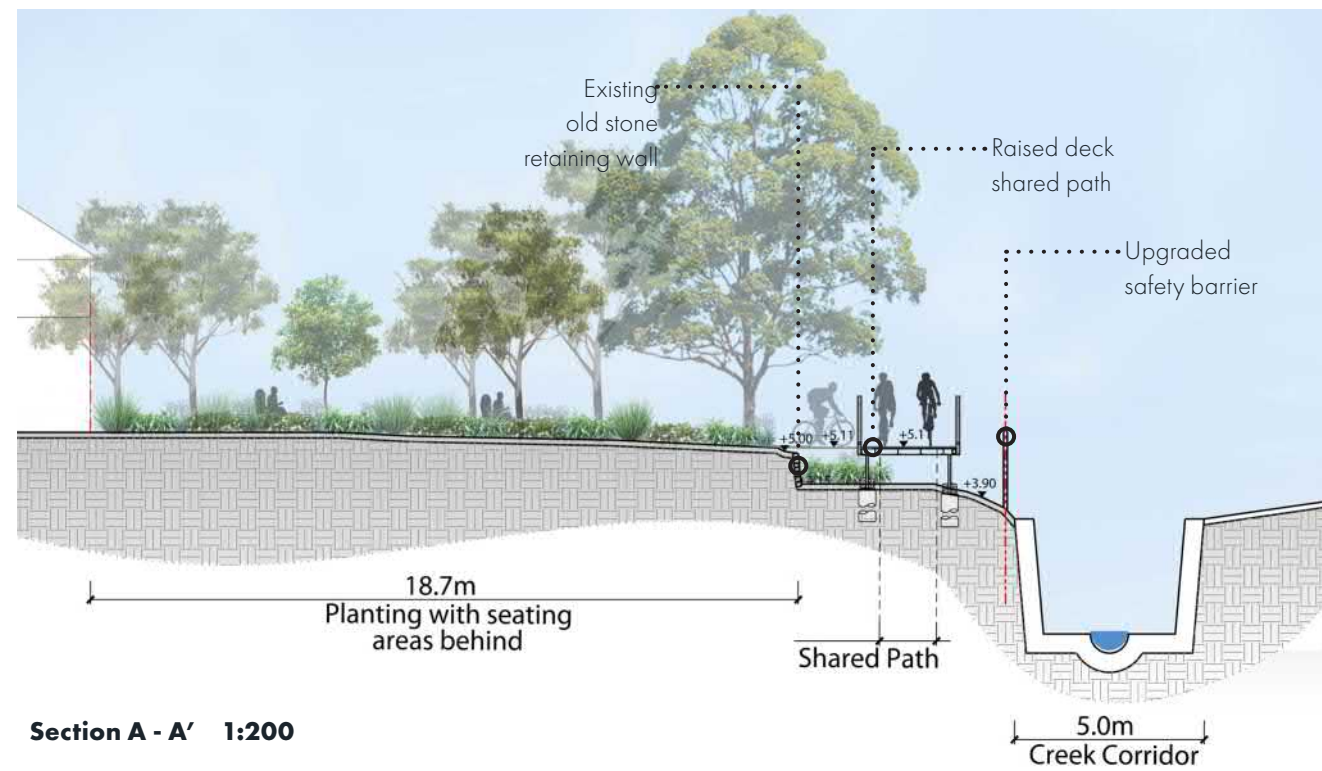 Existing
old stone
retaining wall
Raised deck
shared path
Upgraded
safety barrier
+5.00
+5.11
+5.1
+3.90
18.7m
Planting with seating
areas behind
Shared Path
5.0m
Creek Corridor
Section A - A’ 1:200